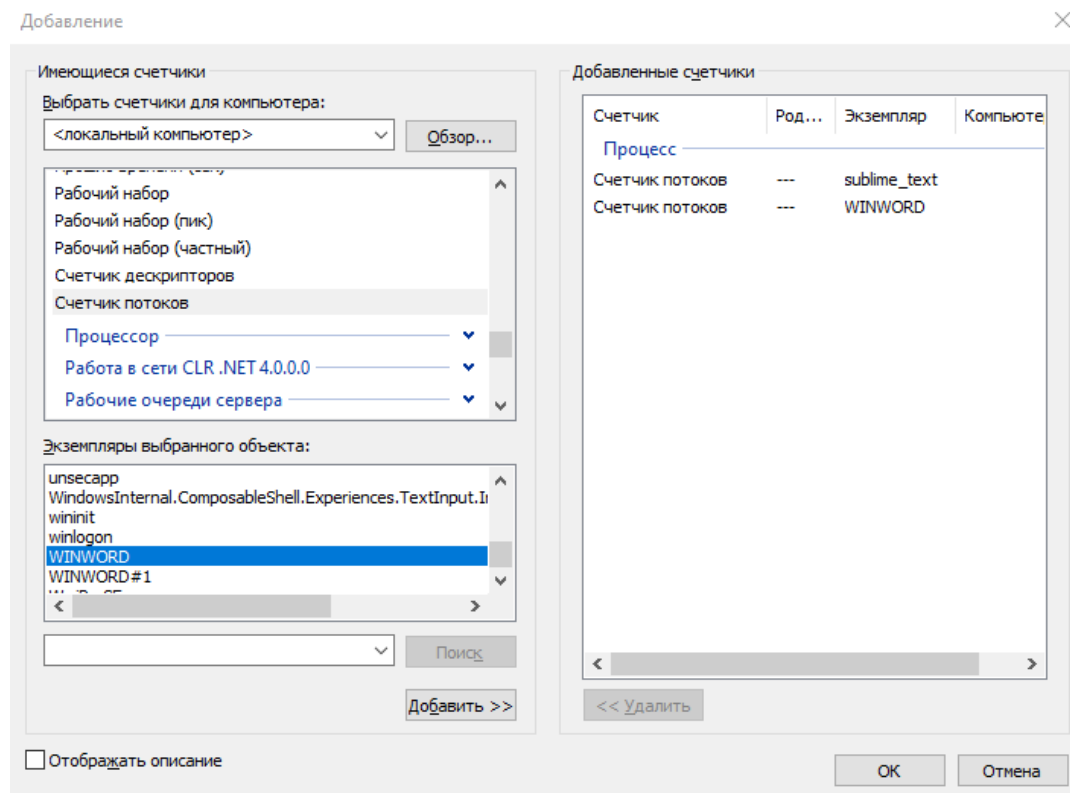 Добавление
Имеющиеся счетчики
Выбрать счетчики для компьютера:
<локальный компьютер>
Обзор...
Рабочий набор
Рабочий набор (пик)
Рабочий набор (частный)
Счетчик дескрипторов
Счетчик потоков
Процессор
Работа в сети CLR .NET 4.0.0.0
Рабочие очереди сервера
Экземпляры выбранного объекта:
unsecapp
WindowsInternal.ComposableShell.Experiences.TextInput.
wininit
winlogon
WINWORD
WINWORD#1
Поиск
Добавить >>
Отображать описание
Добавленные счетчики
Счетчик Род... Экземпляр Компьюте
Процесс
Счетчик потоков --- sublime_text
Счетчик потоков --- WINWORD
<< Удалить
ОК
Отмена